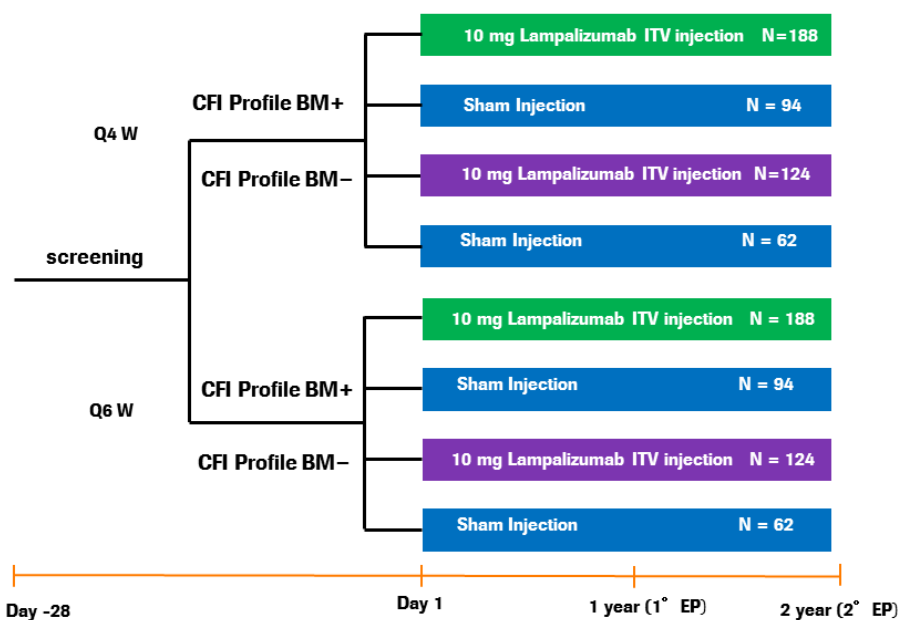 10 mg Lampalizumab ITV injection N=188
CFI Profile BM+
Sham Injection N = 94
Q4 W
CFI Profile BM−
10 mg Lampalizumab ITV injection N=124
Sham Injection N = 62
screening
10 mg Lampalizumab ITV injection N = 188
CFI Profile BM+
Sham Injection N = 94
Q6 W
CFI Profile BM−
10 mg Lampalizumab ITV injection N = 124
Sham Injection N = 62
Day -28
Day 1
1 year (1° EP)
2 year (2° EP)